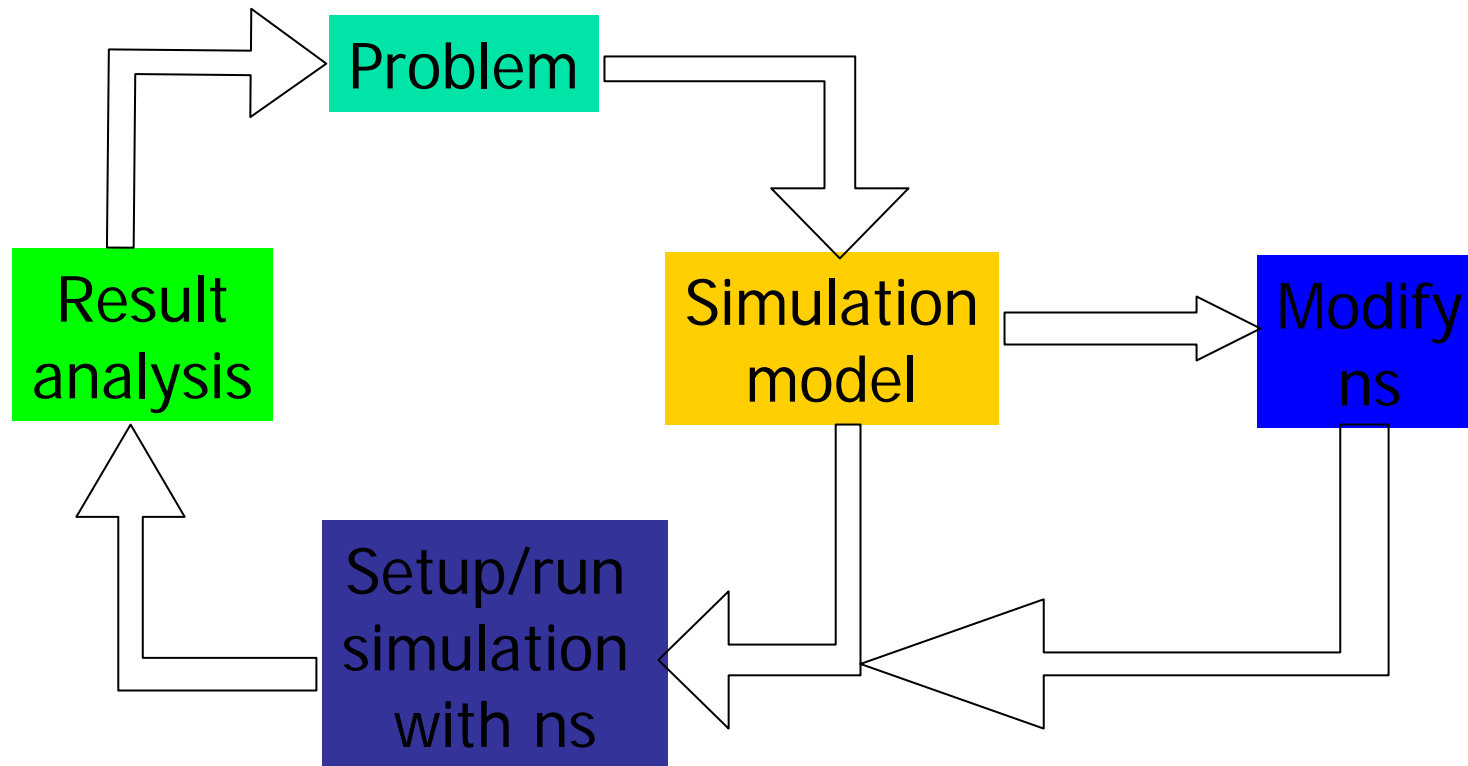 Problem
Result
analysis
Simulation
model
Modify
ns
Setup/run
simulation
with ns